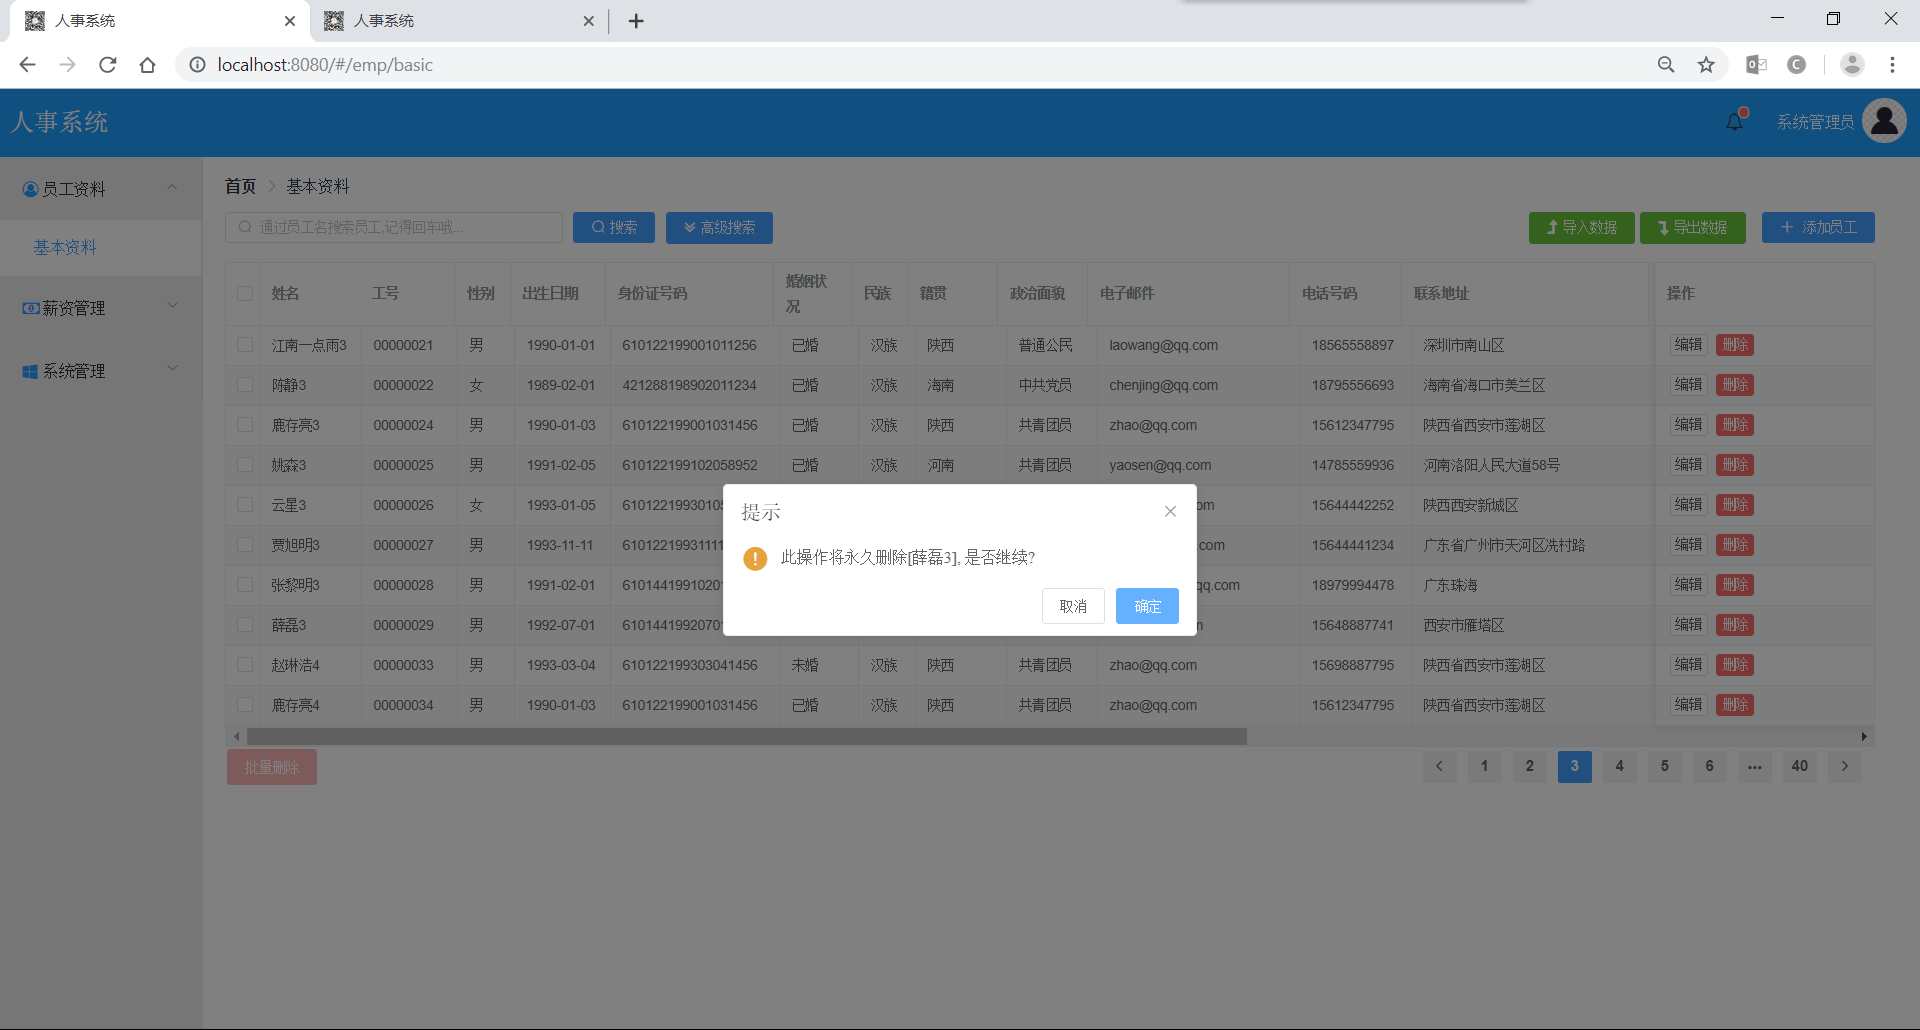 人事系统 人事系统
localhost:8080/#/emp/basic
人事系统 系统管理员
员工资料
基本资料
薪资管理
系统管理
首页 基本资料
通过员工名搜索员工,记得回车哦... 搜索 高级搜索 导入数据 导出数据 添加员工
姓名 工号 性别 出生日期 身份证号码 婚姻状况 民族 籍贯 政治面貌 电子邮件 电话号码 联系地址 操作
江南一点雨3 00000021 男 1990-01-01 610122199001011256 已婚 汉族 陕西 普通公民 laowang@qq.com 18565558897 深圳市南山区 编辑 删除
陈静3 00000022 女 1989-02-01 421288198902011234 已婚 汉族 海南 中共党员 chenjing@qq.com 18795556693 海南省海口市美兰区 编辑 删除
鹿存亮3 00000024 男 1990-01-03 610122199001031456 已婚 汉族 陕西 共青团员 zhao@qq.com 15612347795 陕西省西安市莲湖区 编辑 删除
姚森3 00000025 男 1991-02-05 610122199102058952 已婚 汉族 河南 共青团员 yaosen@qq.com 14785559936 河南洛阳人民大道58号 编辑 删除
云星3 00000026 女 1993-01-05 61012219930105 om 15644442252 陕西西安新城区 编辑 删除
贾旭明3 00000027 男 1993-11-11 61012219931111 .com 15644441234 广东省广州市天河区冼村路 编辑 删除
张黎明3 00000028 男 1991-02-01 61014419910201 qq.com 18979994478 广东珠海 编辑 删除
薛磊3 00000029 男 1992-07-01 61014419920701 15648887741 西安市雁塔区 编辑 删除
赵琳浩4 00000033 男 1993-03-04 610122199303041456 未婚 汉族 陕西 共青团员 zhao@qq.com 15698887795 陕西省西安市莲湖区 编辑 删除
鹿存亮4 00000034 男 1990-01-03 610122199001031456 已婚 汉族 陕西 共青团员 zhao@qq.com 15612347795 陕西省西安市莲湖区 编辑 删除
批量删除 1 2 3 4 5 6 ... 40
提示
此操作将永久删除[薛磊3], 是否继续?
取消 确定